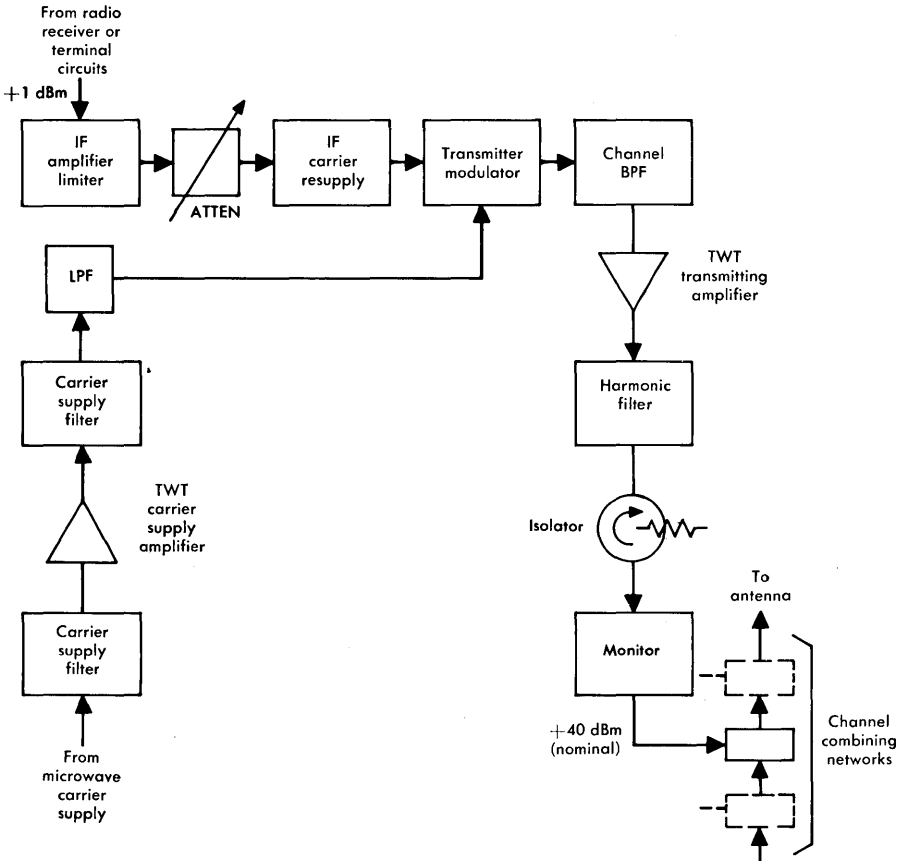 From radio
receiver or
terminal
circuits
+1 dBm
IF
amplifier
limiter
ATTEN
IF
carrier
resupply
Transmitter
modulator
Channel
BPF
LPF
TWT
transmitting
amplifier
Carrier
supply
filter
Harmonic
filter
TWT
carrier
supply
amplifier
Isolator
Carrier
supply
filter
Monitor
To
antenna
+40 dBm
(nominal)
Channel
combining
networks
From
microwave
carrier
supply